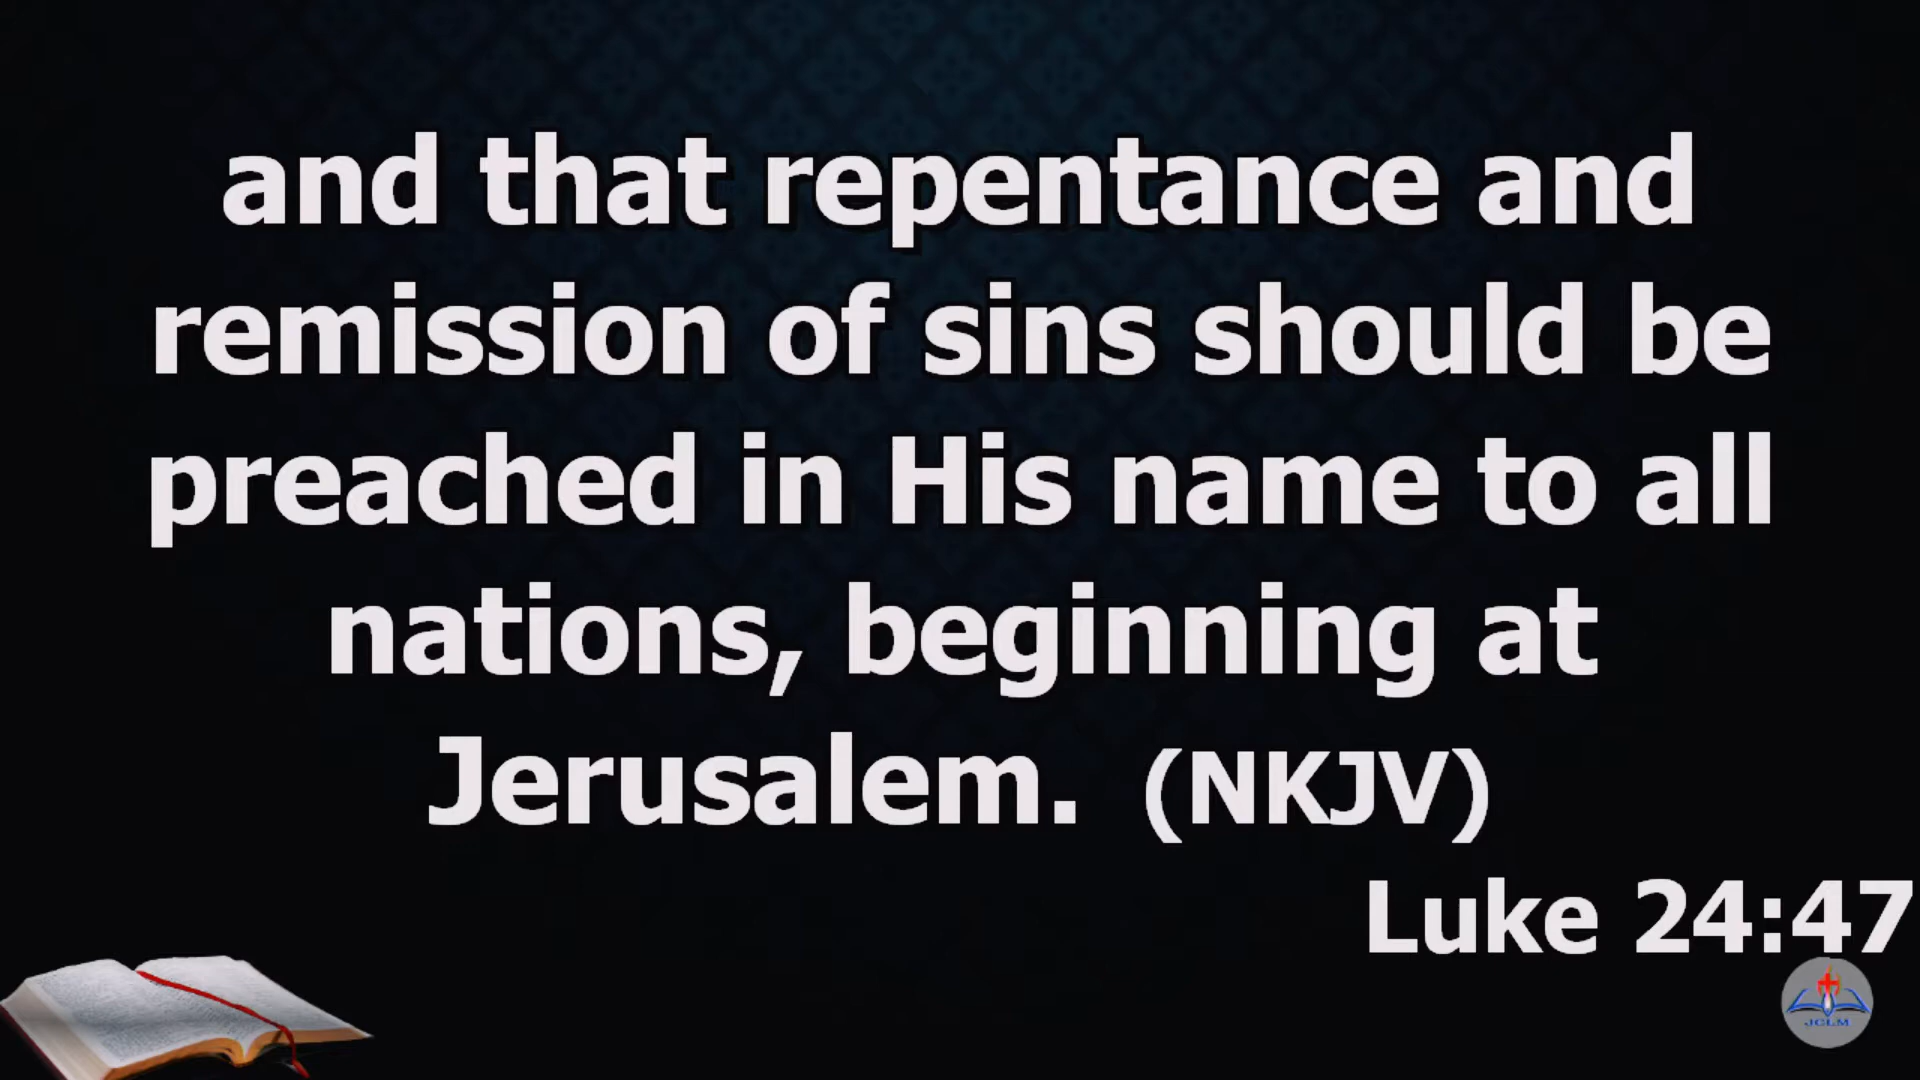 and that repentance and
remission of sins should be
preached in His name to all
nations, beginning at
Jerusalem. (NKJV)
Luke 24:47
JCLM